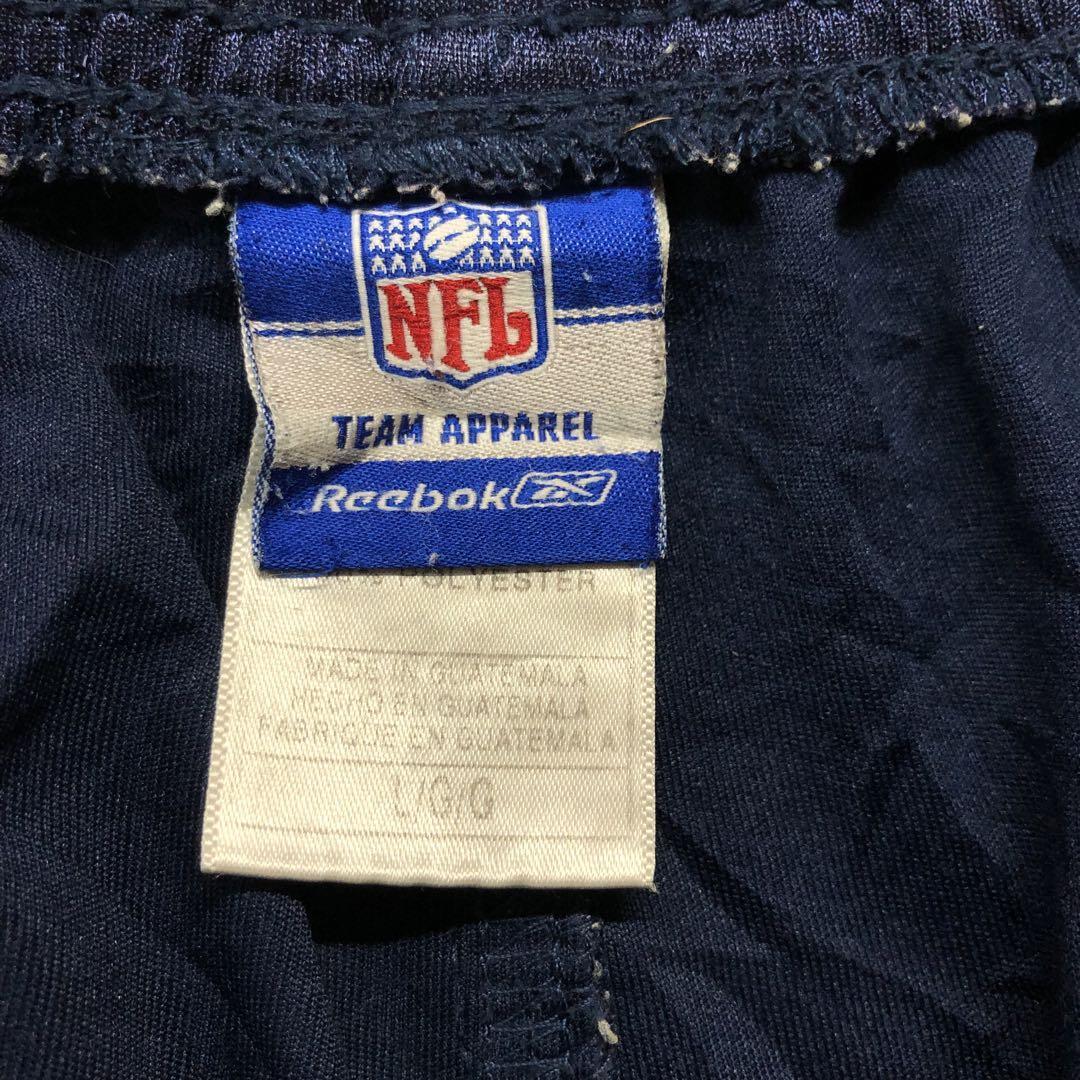 NFL
TEAM APPAREL
Reebok
POLYESTER
MADE IN GUATEMALA
HECHO EN GUATEMALA
FABRIQUE EN GUATEMALA
L/G/G